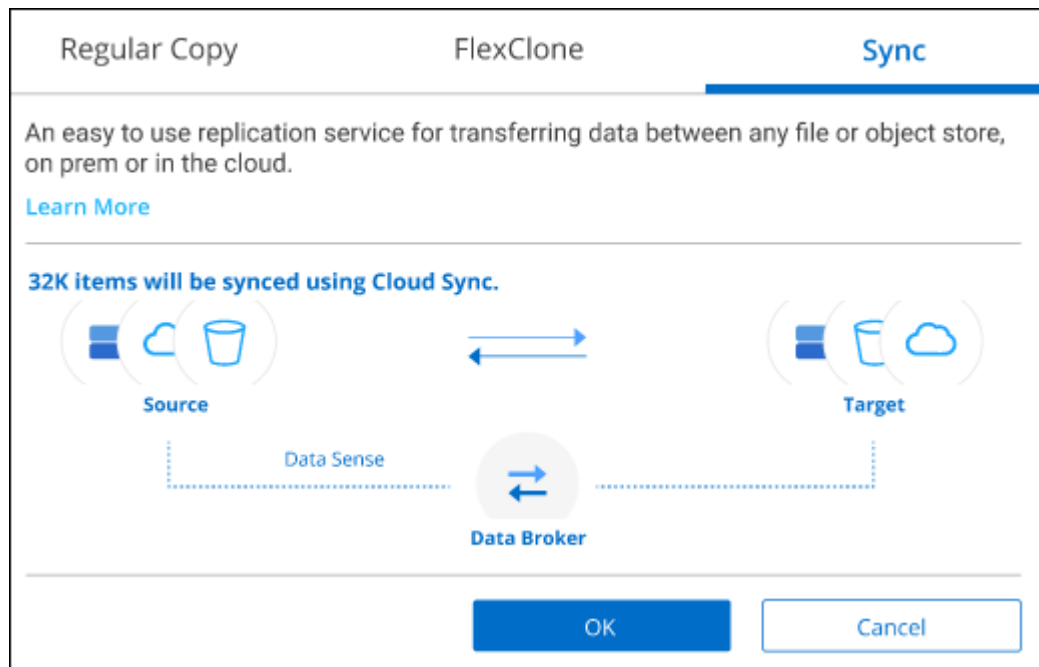 Regular Copy
FlexClone
Sync
An easy to use replication service for transferring data between any file or object store,
on prem or in the cloud.
Learn More
32K items will be synced using Cloud Sync.
Source
Target
Data Sense
Data Broker
OK
Cancel